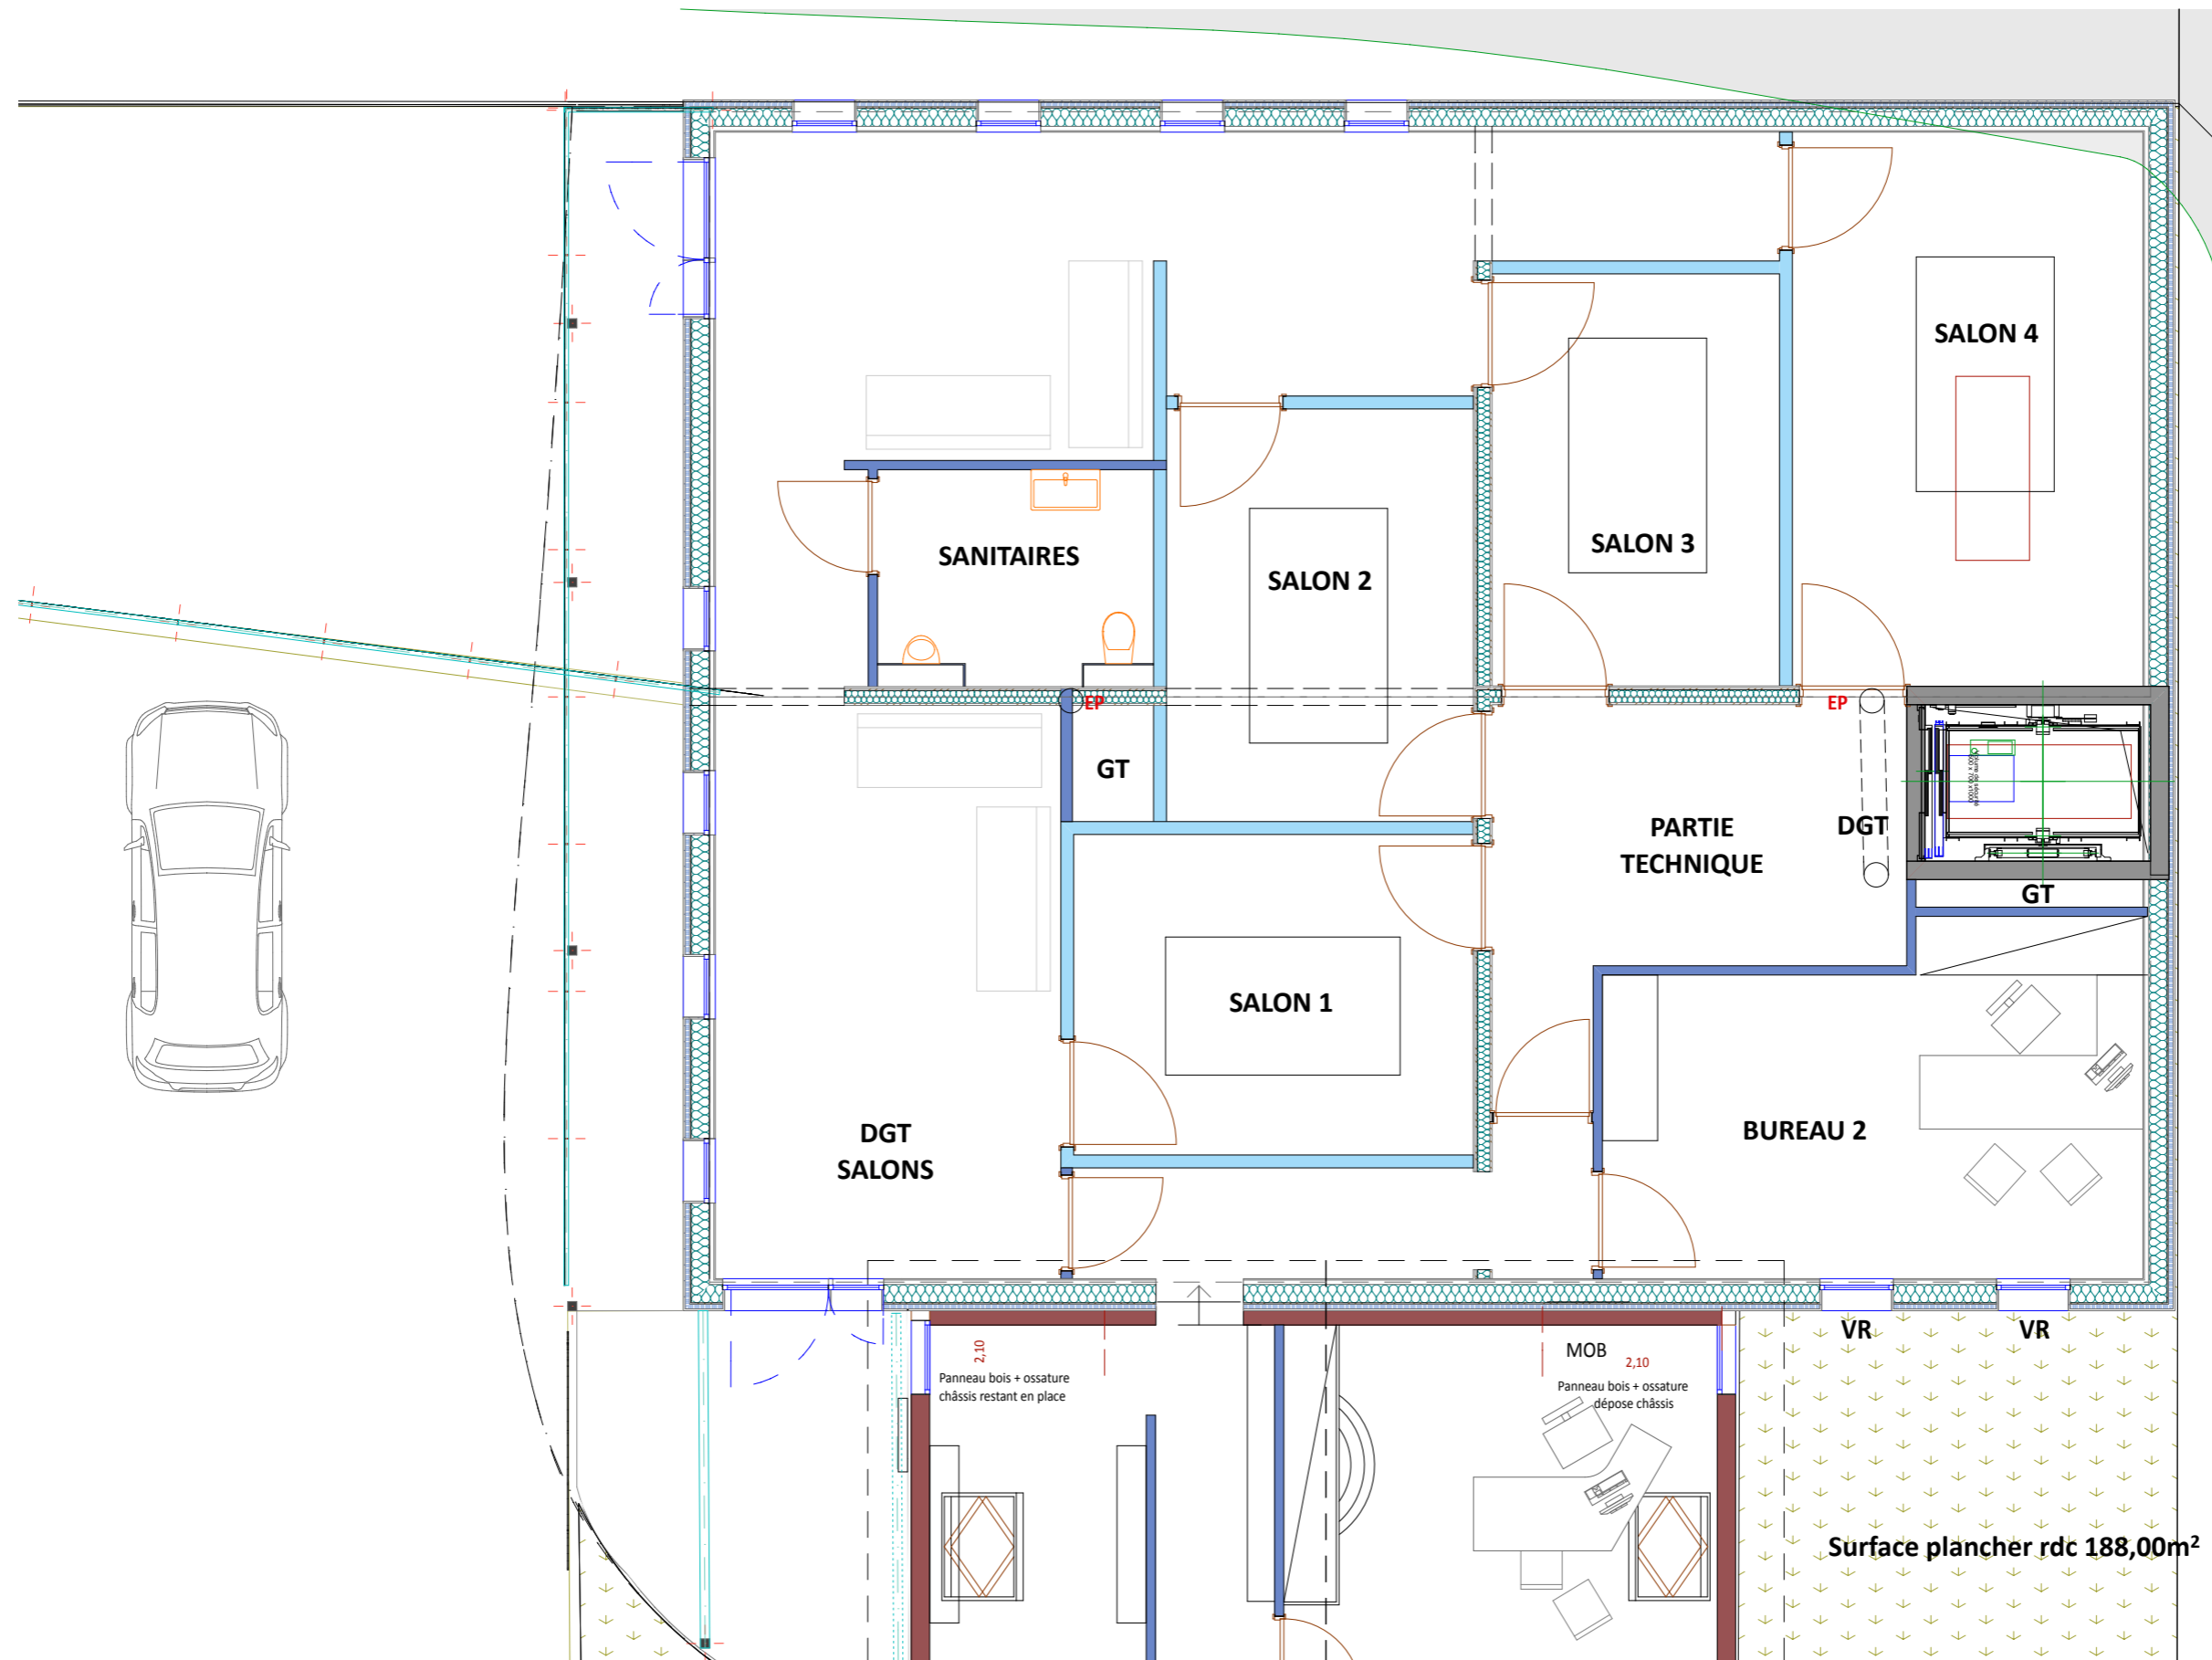 SALON 4
SALON 3
SANITAIRES
SALON 2
EP
EP
GT
PARTIE
TECHNIQUE
DGT
GT
SALON 1
DGT
SALONS
BUREAU 2
VR
VR
2,10
Panneau bois + ossature
châssis restant en place
MOB
2,10
Panneau bois + ossature
dépose châssis
Surface plancher rdc 188,00m²